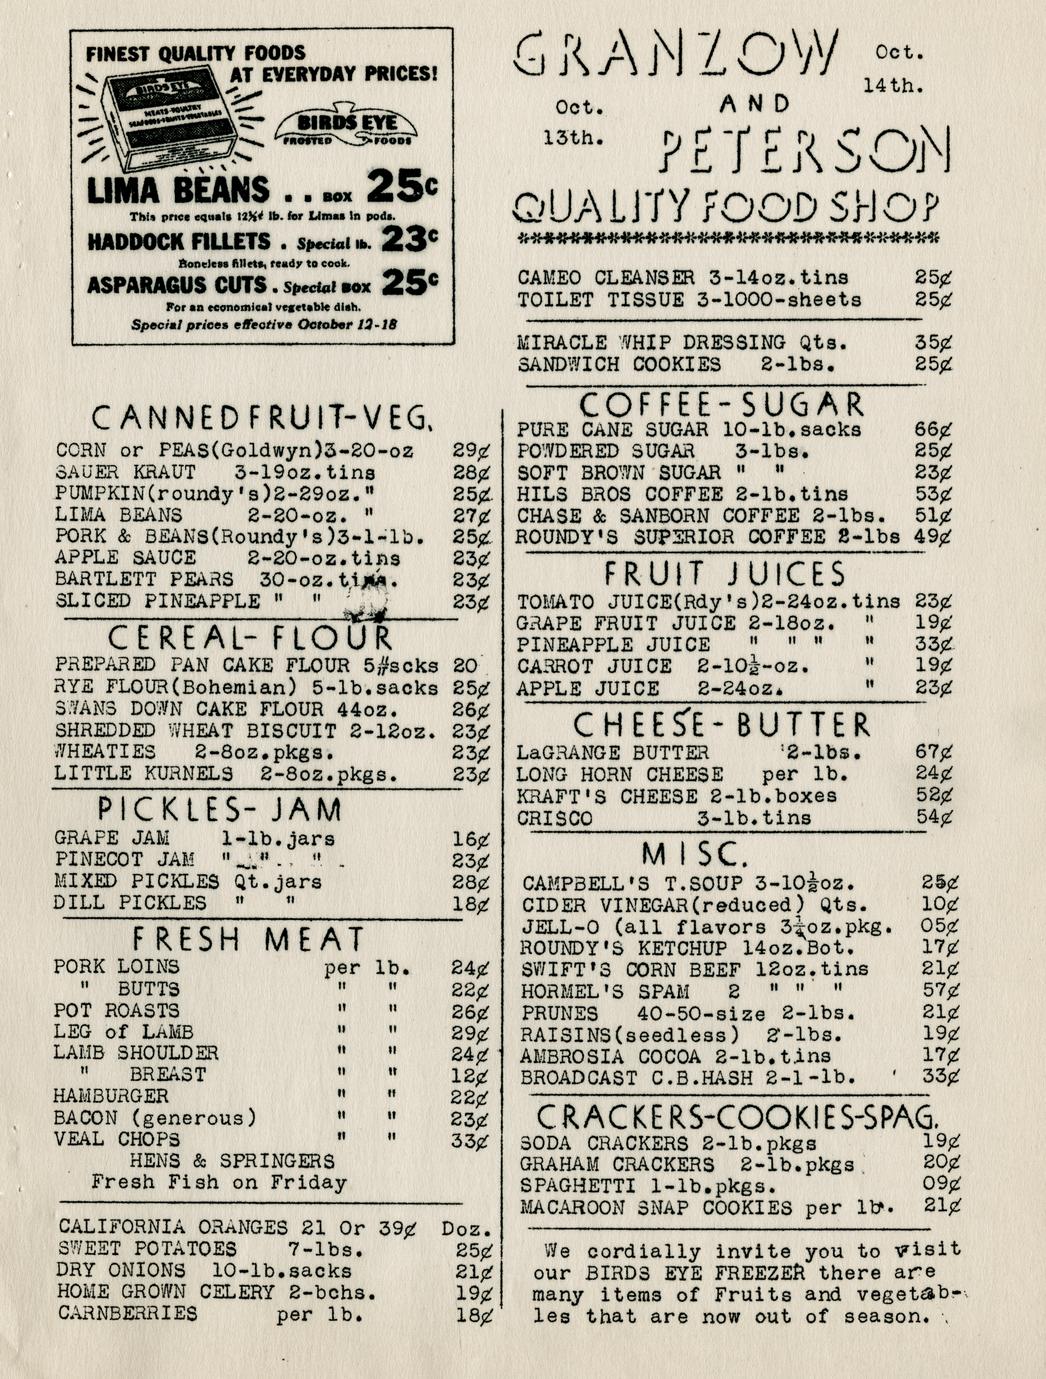 FINEST QUALITY FOODS
AT EVERYDAY PRICES!
BIRDS EYE
MEATS-POULTRY
SEAFOODS-FRUITS-VEGETABLES
BIRDS EYE
FROSTED FOODS
LIMA BEANS . . BOX 25¢
This price equals 12½¢ lb. for Limas in pods.
HADDOCK FILLETS . Special lb. 23¢
Boneless fillets, ready to cook.
ASPARAGUS CUTS . Special BOX 25¢
For an economical vegetable dish.
Special prices effective October 12-18
GRANZOW
Oct.
14th.
Oct.
13th.
AND
PETERSON
QUALITY FOOD SHOP
************************************
CANNED FRUIT-VEG.
CORN or PEAS(Goldwyn)3-20-oz 29¢
SAUER KRAUT 3-19oz.tins 28¢
PUMPKIN(roundy's)2-29oz." 25¢
LIMA BEANS 2-20-oz. " 27¢
PORK & BEANS(Roundy's)3-1-lb. 25¢
APPLE SAUCE 2-20-oz.tins 23¢
BARTLETT PEARS 30-oz.tins. 23¢
SLICED PINEAPPLE " " 23¢
CEREAL- FLOUR
PREPARED PAN CAKE FLOUR 5#scks 20
RYE FLOUR(Bohemian) 5-lb.sacks 25¢
SWANS DOWN CAKE FLOUR 44oz. 26¢
SHREDDED WHEAT BISCUIT 2-12oz. 23¢
WHEATIES 2-8oz.pkgs. 23¢
LITTLE KURNELS 2-8oz.pkgs. 23¢
PICKLES- JAM
GRAPE JAM 1-lb.jars 16¢
PINECOT JAM " " " 23¢
MIXED PICKLES Qt.jars 28¢
DILL PICKLES " " 18¢
FRESH MEAT
PORK LOINS per lb. 24¢
" BUTTS " " 22¢
POT ROASTS " " 26¢
LEG of LAMB " " 29¢
LAMB SHOULDER " " 24¢
" BREAST " " 12¢
HAMBURGER " " 22¢
BACON (generous) " " 23¢
VEAL CHOPS " " 33¢
HENS & SPRINGERS
Fresh Fish on Friday
CALIFORNIA ORANGES 21 Or 39¢ Doz.
SWEET POTATOES 7-lbs. 25¢
DRY ONIONS 10-lb.sacks 21¢
HOME GROWN CELERY 2-bchs. 19¢
CARNBERRIES per lb. 18¢
CAMEO CLEANSER 3-14oz.tins 25¢
TOILET TISSUE 3-1000-sheets 25¢
MIRACLE WHIP DRESSING Qts. 35¢
SANDWICH COOKIES 2-lbs. 25¢
COFFEE-SUGAR
PURE CANE SUGAR 10-lb.sacks 66¢
POWDERED SUGAR 3-lbs. 25¢
SOFT BROWN SUGAR " " 23¢
HILS BROS COFFEE 2-lb.tins 53¢
CHASE & SANBORN COFFEE 2-lbs. 51¢
ROUNDY'S SUPERIOR COFFEE 2-lbs 49¢
FRUIT JUICES
TOMATO JUICE(Rdy's)2-24oz.tins 23¢
GRAPE FRUIT JUICE 2-18oz. " 19¢
PINEAPPLE JUICE " " " " 33¢
CARROT JUICE 2-10½-oz. " 19¢
APPLE JUICE 2-24oz. " 23¢
CHEESE- BUTTER
LaGRANGE BUTTER 2-lbs. 67¢
LONG HORN CHEESE per lb. 24¢
KRAFT'S CHEESE 2-lb.boxes 52¢
CRISCO 3-lb.tins 54¢
MISC.
CAMPBELL'S T.SOUP 3-10½oz. 25¢
CIDER VINEGAR(reduced) Qts. 10¢
JELL-O (all flavors 3¼oz.pkg. 05¢
ROUNDY'S KETCHUP 14oz.Bot. 17¢
SWIFT'S CORN BEEF 12oz.tins 21¢
HORMEL'S SPAM 2 " " " 57¢
PRUNES 40-50-size 2-lbs. 21¢
RAISINS(seedless) 2-lbs. 19¢
AMBROSIA COCOA 2-lb.tins 17¢
BROADCAST C.B.HASH 2-1-lb. 33¢
CRACKERS-COOKIES-SPAG.
SODA CRACKERS 2-lb.pkgs 19¢
GRAHAM CRACKERS 2-lb.pkgs 20¢
SPAGHETTI 1-lb.pkgs. 09¢
MACAROON SNAP COOKIES per lb. 21¢
We cordially invite you to visit
our BIRDS EYE FREEZER there are
many items of Fruits and vegetab-
les that are now out of season.